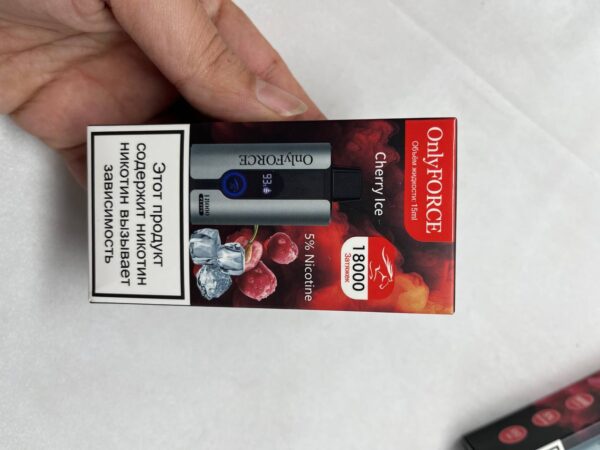 OnlyFORCE
Объём жидкости: 15ml
Cherry Ice
18000
Затяжек
OnlyFORCE
93
5% Nicotine
Этот продукт
содержит никотин
никотин вызывает
зависимость